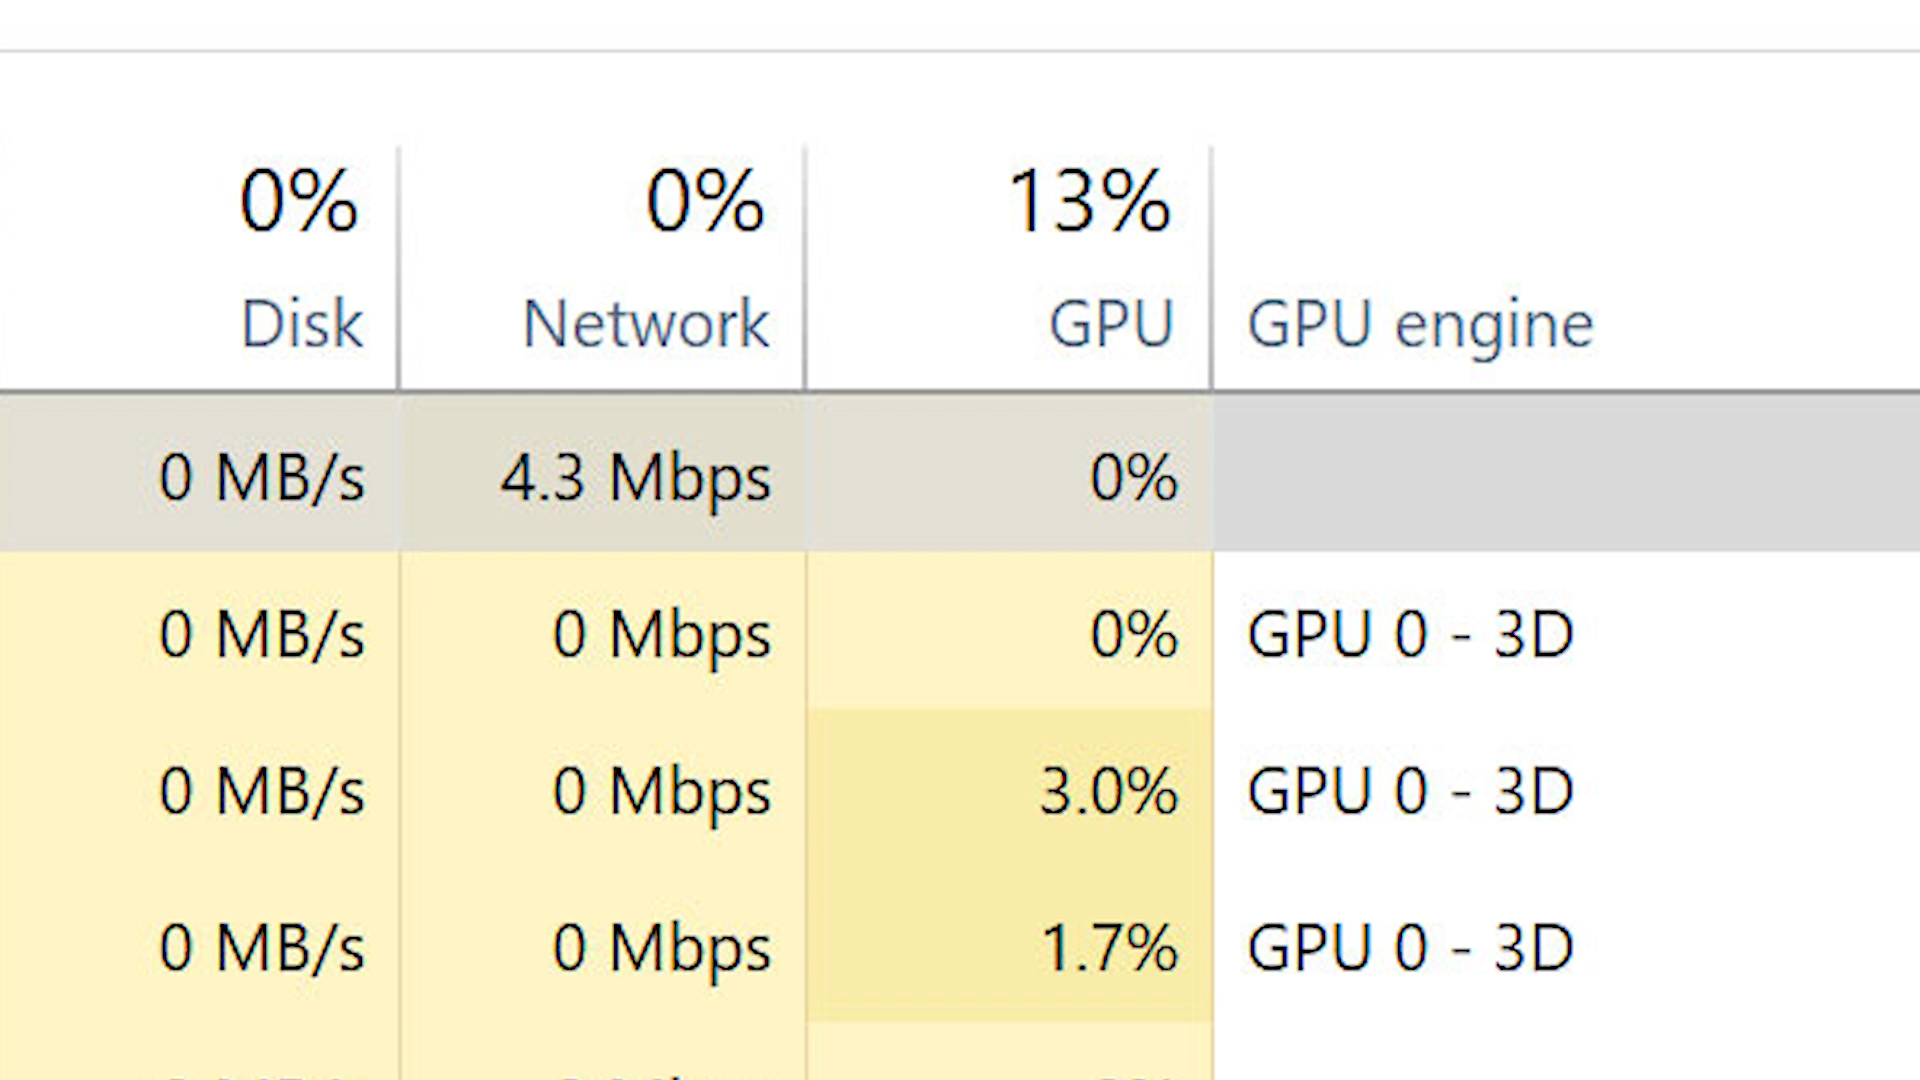 0% 0% 13%
Disk Network GPU GPU engine
0 MB/s 4.3 Mbps 0%
0 MB/s 0 Mbps 0% GPU 0 - 3D
0 MB/s 0 Mbps 3.0% GPU 0 - 3D
0 MB/s 0 Mbps 1.7% GPU 0 - 3D